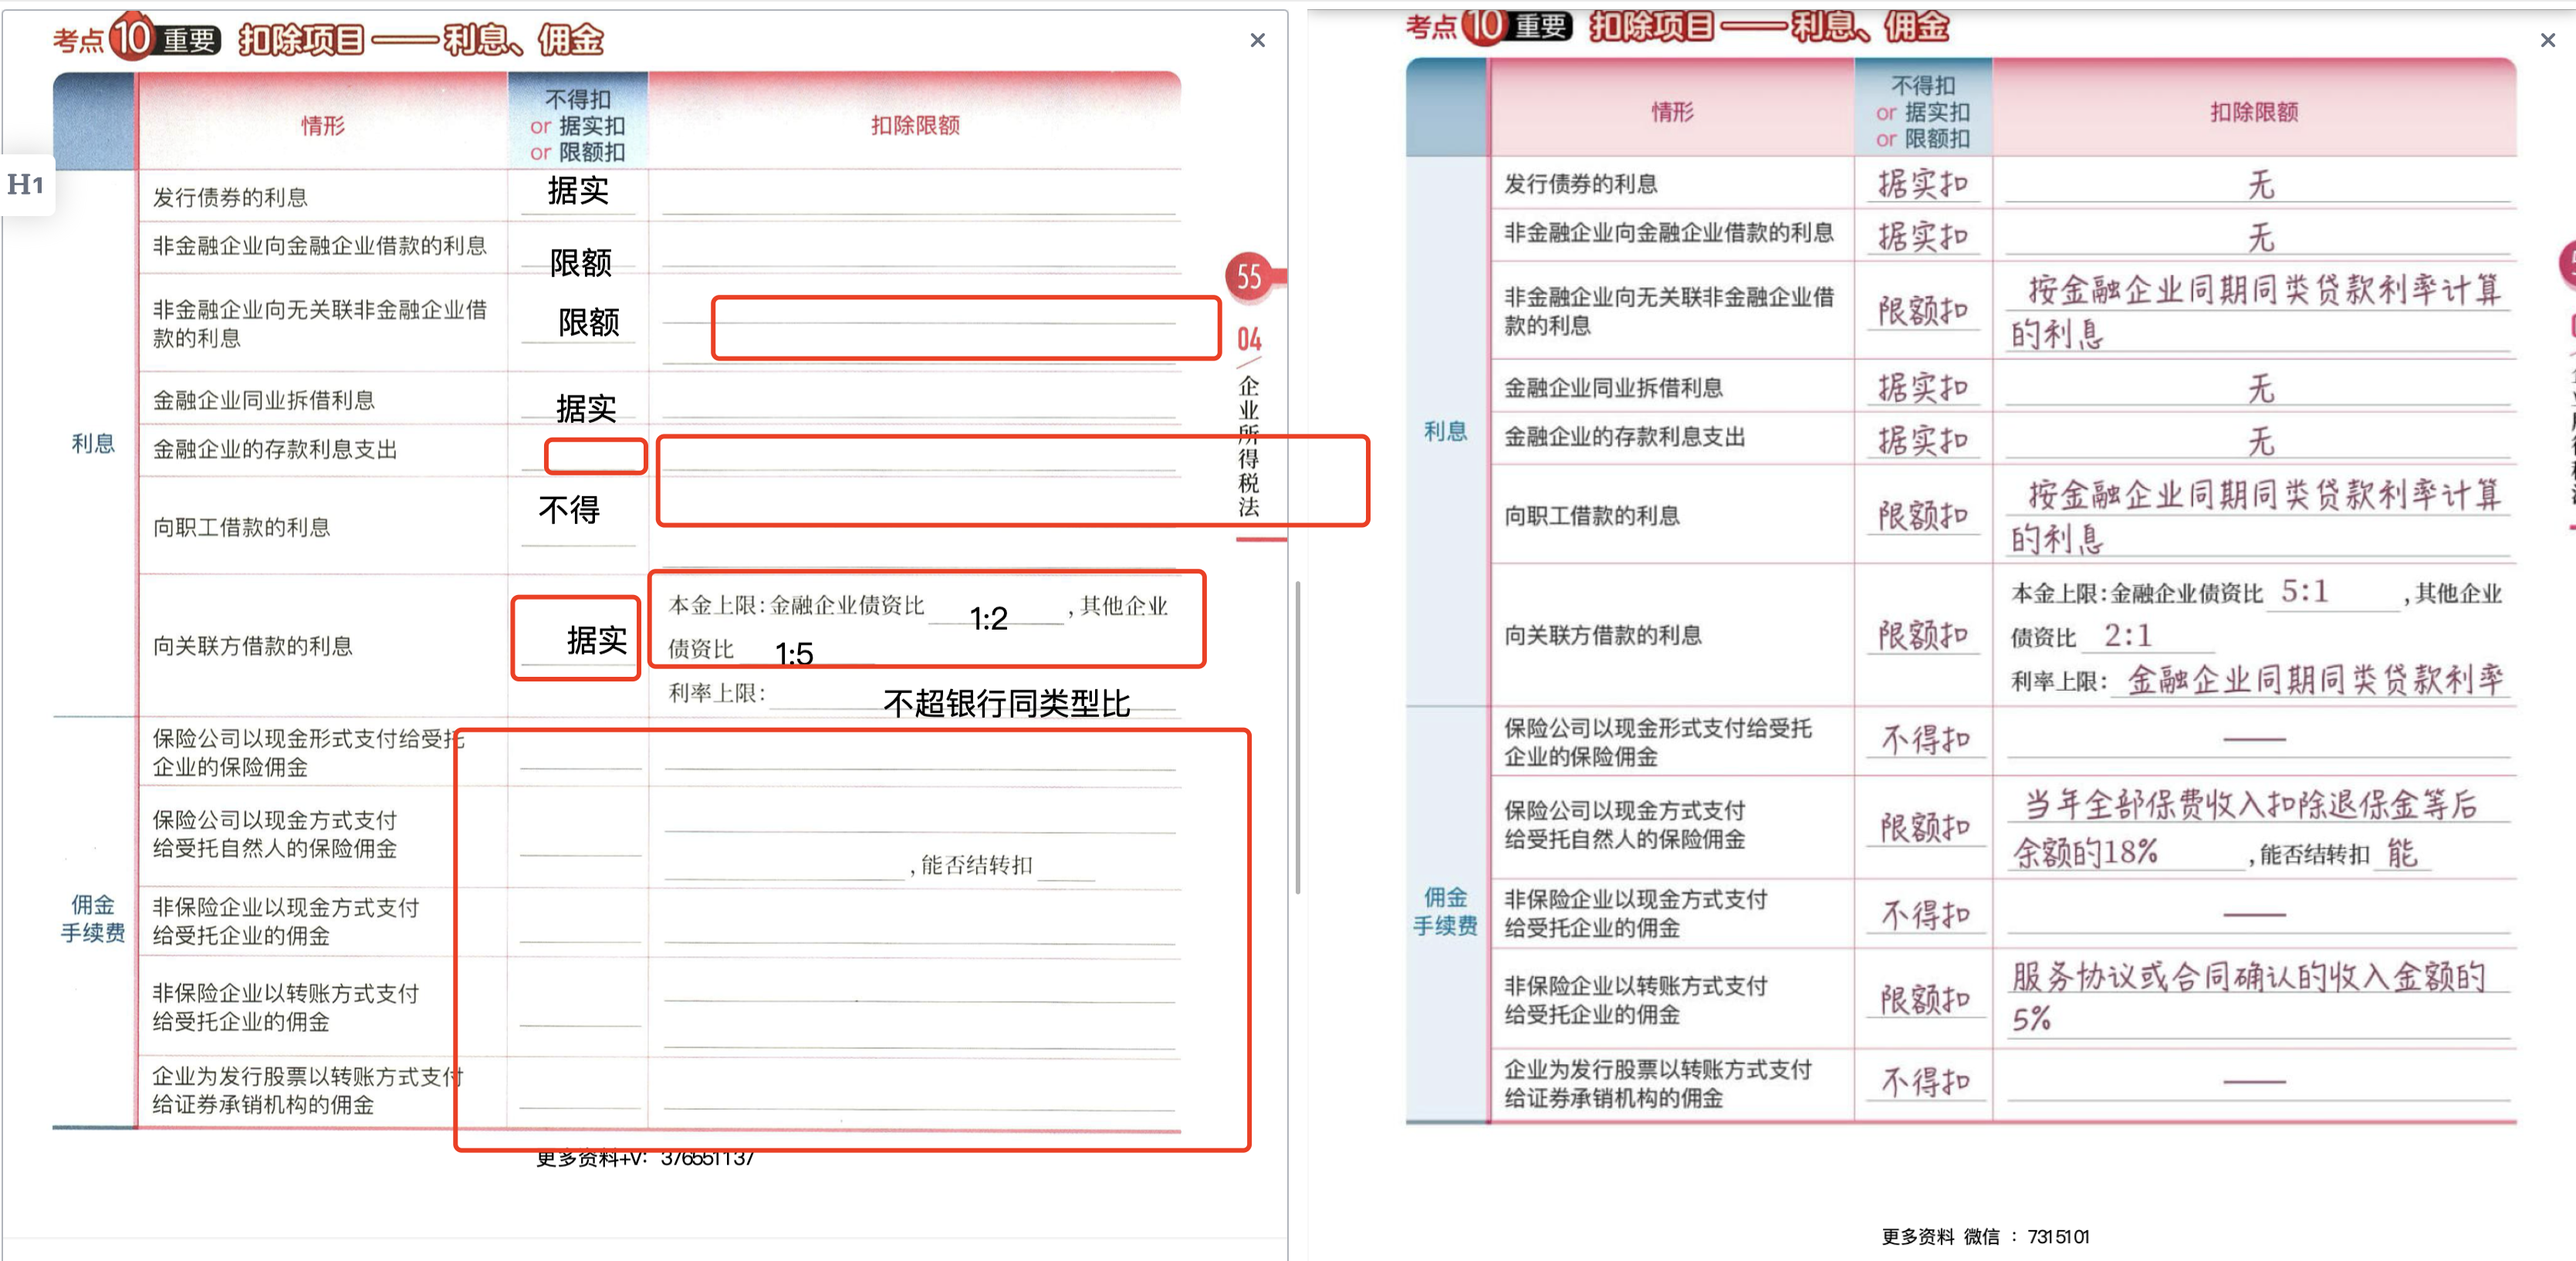 考点10 重要 扣除项目——利息、佣金
×
H1
情形
不得扣
or 据实扣
or 限额扣
扣除限额
利息
发行债券的利息
据实
非金融企业向金融企业借款的利息
限额
非金融企业向无关联非金融企业借
款的利息
限额
金融企业同业拆借利息
据实
金融企业的存款利息支出
向职工借款的利息
不得
向关联方借款的利息
据实
本金上限:金融企业债资比 1:2 ,其他企业
债资比 1:5
利率上限: 不超银行同类型比
佣金
手续费
保险公司以现金形式支付给受托
企业的保险佣金
保险公司以现金方式支付
给受托自然人的保险佣金
,能否结转扣
非保险企业以现金方式支付
给受托企业的佣金
非保险企业以转账方式支付
给受托企业的佣金
企业为发行股票以转账方式支付
给证券承销机构的佣金
更多资料+V: 376551137
55
04
企业所得税法
考点10 重要 扣除项目——利息、佣金
×
情形
不得扣
or 据实扣
or 限额扣
扣除限额
利息
发行债券的利息
据实扣
无
非金融企业向金融企业借款的利息
据实扣
无
非金融企业向无关联非金融企业借
款的利息
限额扣
按金融企业同期同类贷款利率计算
的利息
金融企业同业拆借利息
据实扣
无
金融企业的存款利息支出
据实扣
无
向职工借款的利息
限额扣
按金融企业同期同类贷款利率计算
的利息
向关联方借款的利息
限额扣
本金上限:金融企业债资比 5:1 ,其他企业
债资比 2:1
利率上限: 金融企业同期同类贷款利率
佣金
手续费
保险公司以现金形式支付给受托
企业的保险佣金
不得扣
——
保险公司以现金方式支付
给受托自然人的保险佣金
限额扣
当年全部保费收入扣除退保金等后
余额的18% ,能否结转扣 能
非保险企业以现金方式支付
给受托企业的佣金
不得扣
——
非保险企业以转账方式支付
给受托企业的佣金
限额扣
服务协议或合同确认的收入金额的
5%
企业为发行股票以转账方式支付
给证券承销机构的佣金
不得扣
——
更多资料 微信 : 7315101